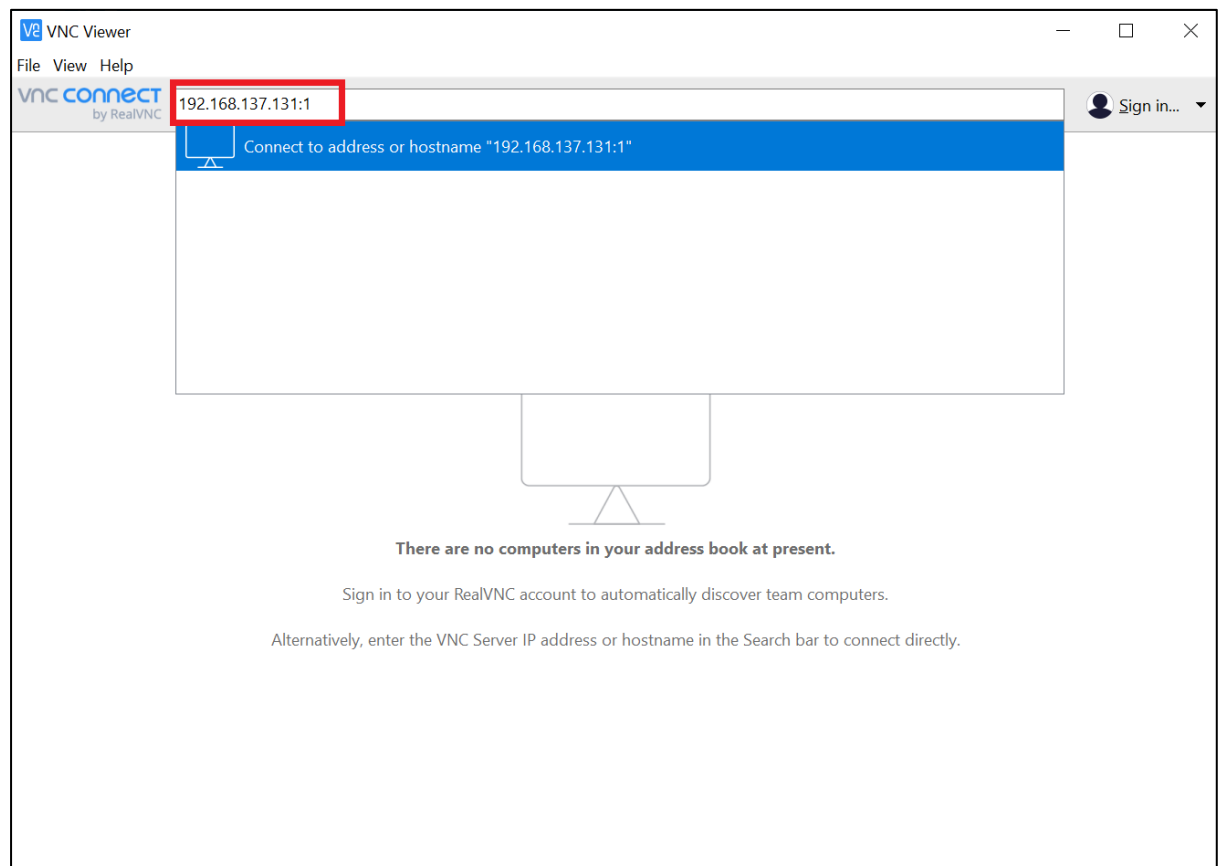 VNC Viewer
File View Help
vnc connect
by RealVNC
192.168.137.131:1
Sign in...
Connect to address or hostname "192.168.137.131:1"
There are no computers in your address book at present.
Sign in to your RealVNC account to automatically discover team computers.
Alternatively, enter the VNC Server IP address or hostname in the Search bar to connect directly.